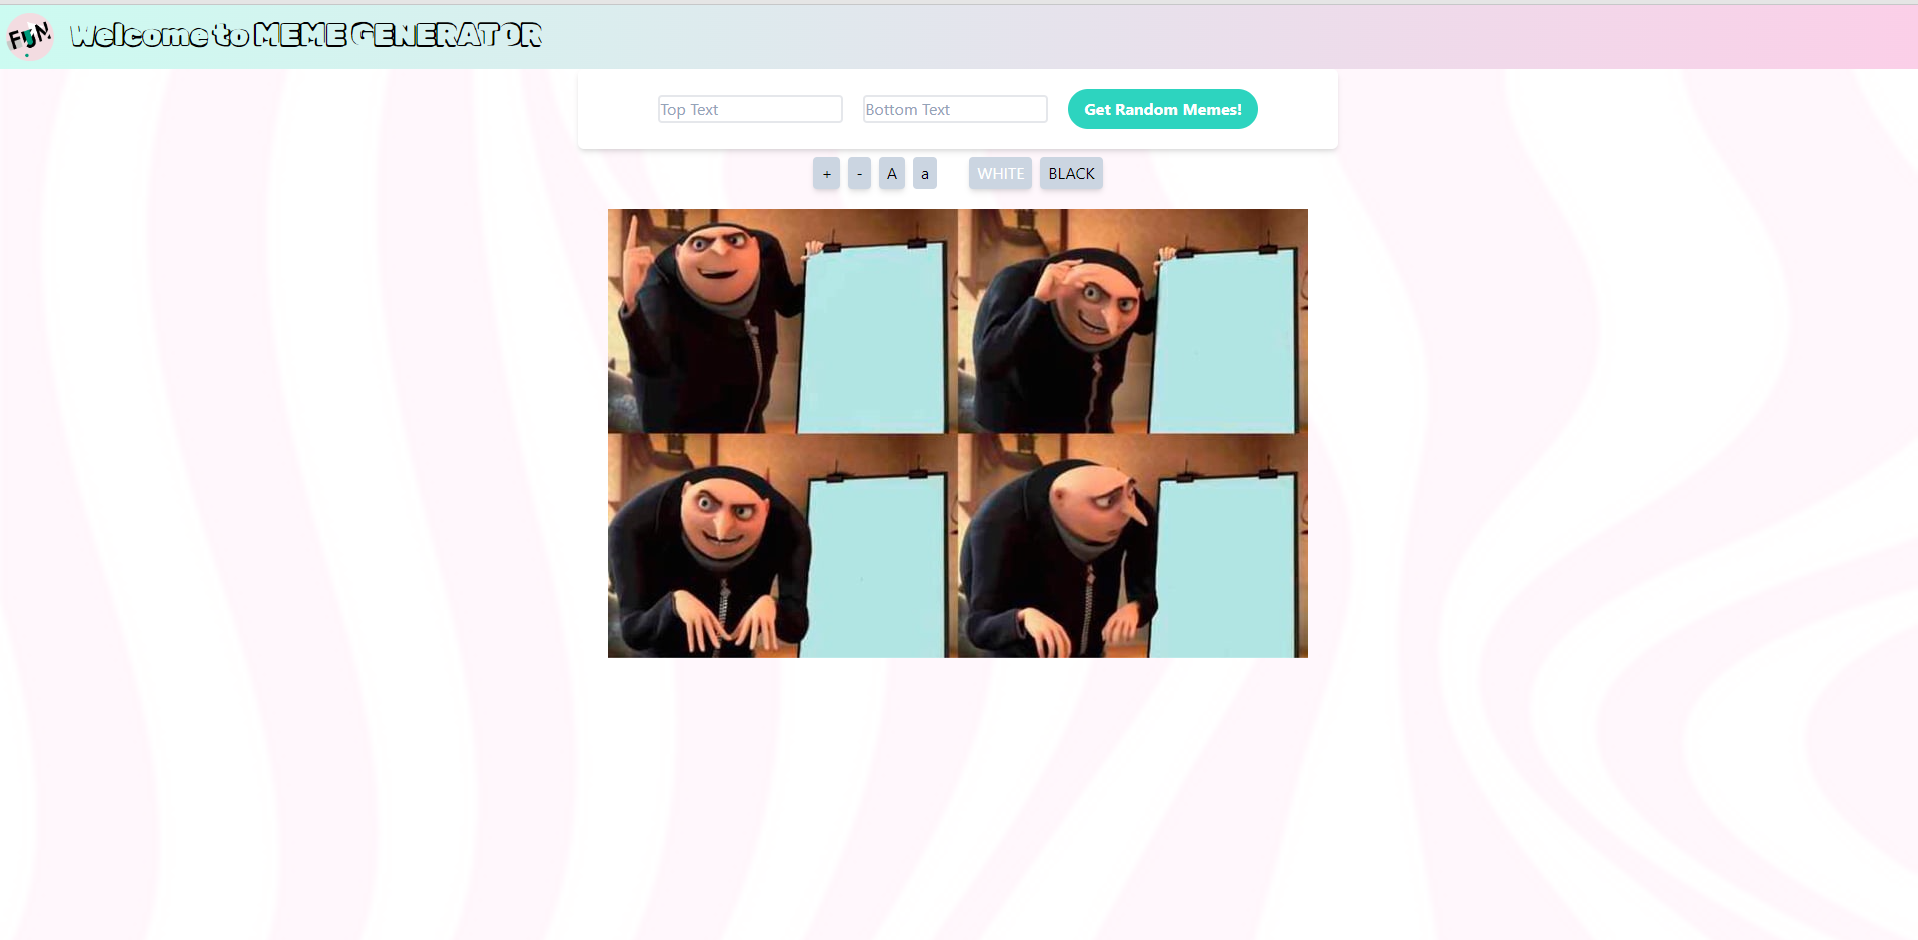 FUN
Welcome to MEME GENERATOR
Top Text
Bottom Text
Get Random Memes!
+ - A a WHITE BLACK